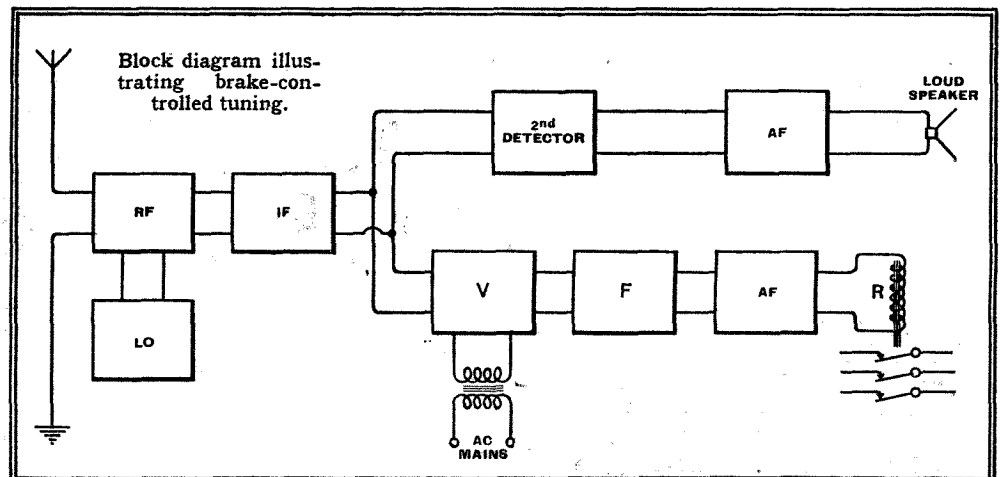 Block diagram illus-
trating brake-con-
trolled tuning.
LOUD
SPEAKER
2nd
DETECTOR
AF
RF
IF
V
F
AF
R
LO
AC
MAINS